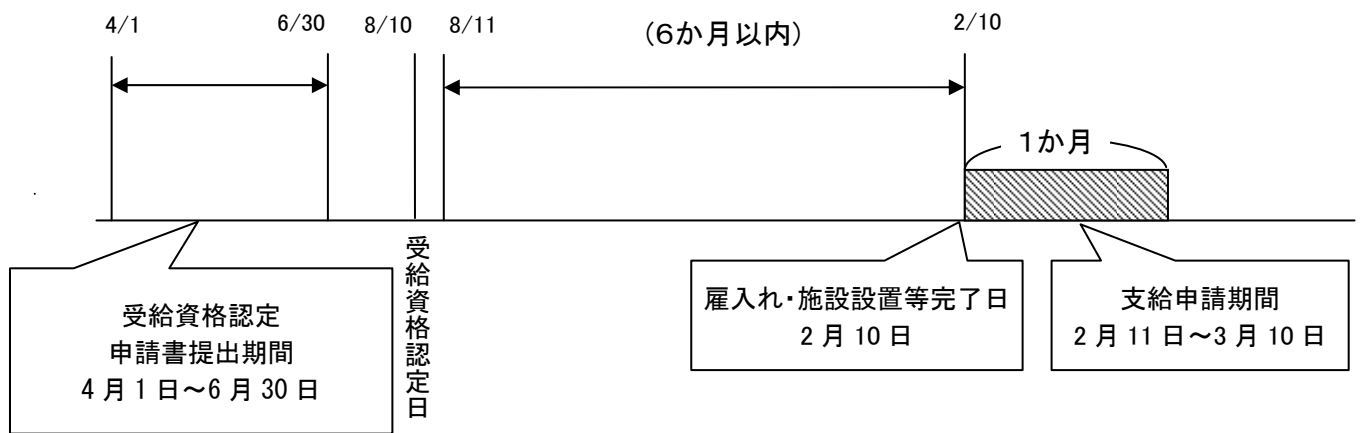 4/1
6/30
8/10
8/11
(6か月以内)
2/10
1か月
受給資格認定
申請書提出期間
4月1日～6月30日
受給資格認定日
雇入れ・施設設置等完了日
2月10日
支給申請期間
2月11日～3月10日